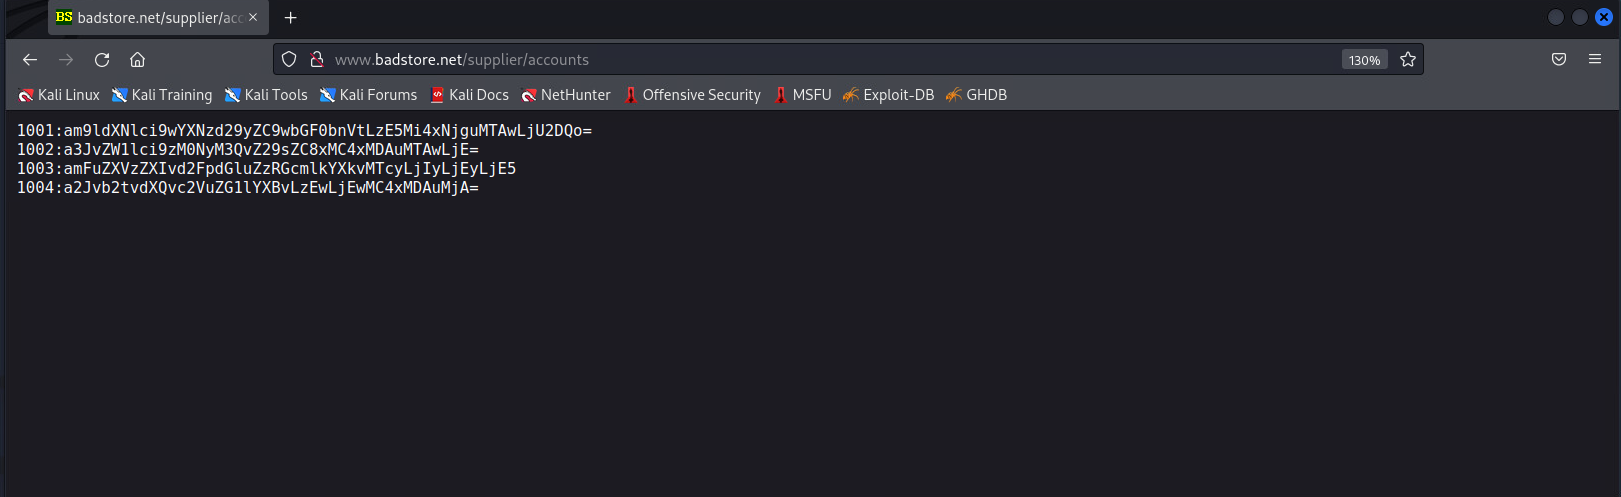 badstore.net/supplier/acc
www.badstore.net/supplier/accounts
130%
Kali Linux Kali Training Kali Tools Kali Forums Kali Docs NetHunter Offensive Security MSFU Exploit-DB GHDB
1001:am9ldXNlci9wYXNzd29yZC9wbGF0bnVtLzE5Mi4xNjguMTAwLjU2DQo=
1002:a3JvZW1lci9zM0NyM3QvZ29sZC8xMC4xMDAuMTAwLjE=
1003:amFuZXVzZXIvd2FpdGluZzRGcmlkYXkvMTcyLjIyLjEyLjE5
1004:a2Jvb2tvdXQvc2VuZG1lYXBvLzEwLjEwMC4xMDAuMjA=